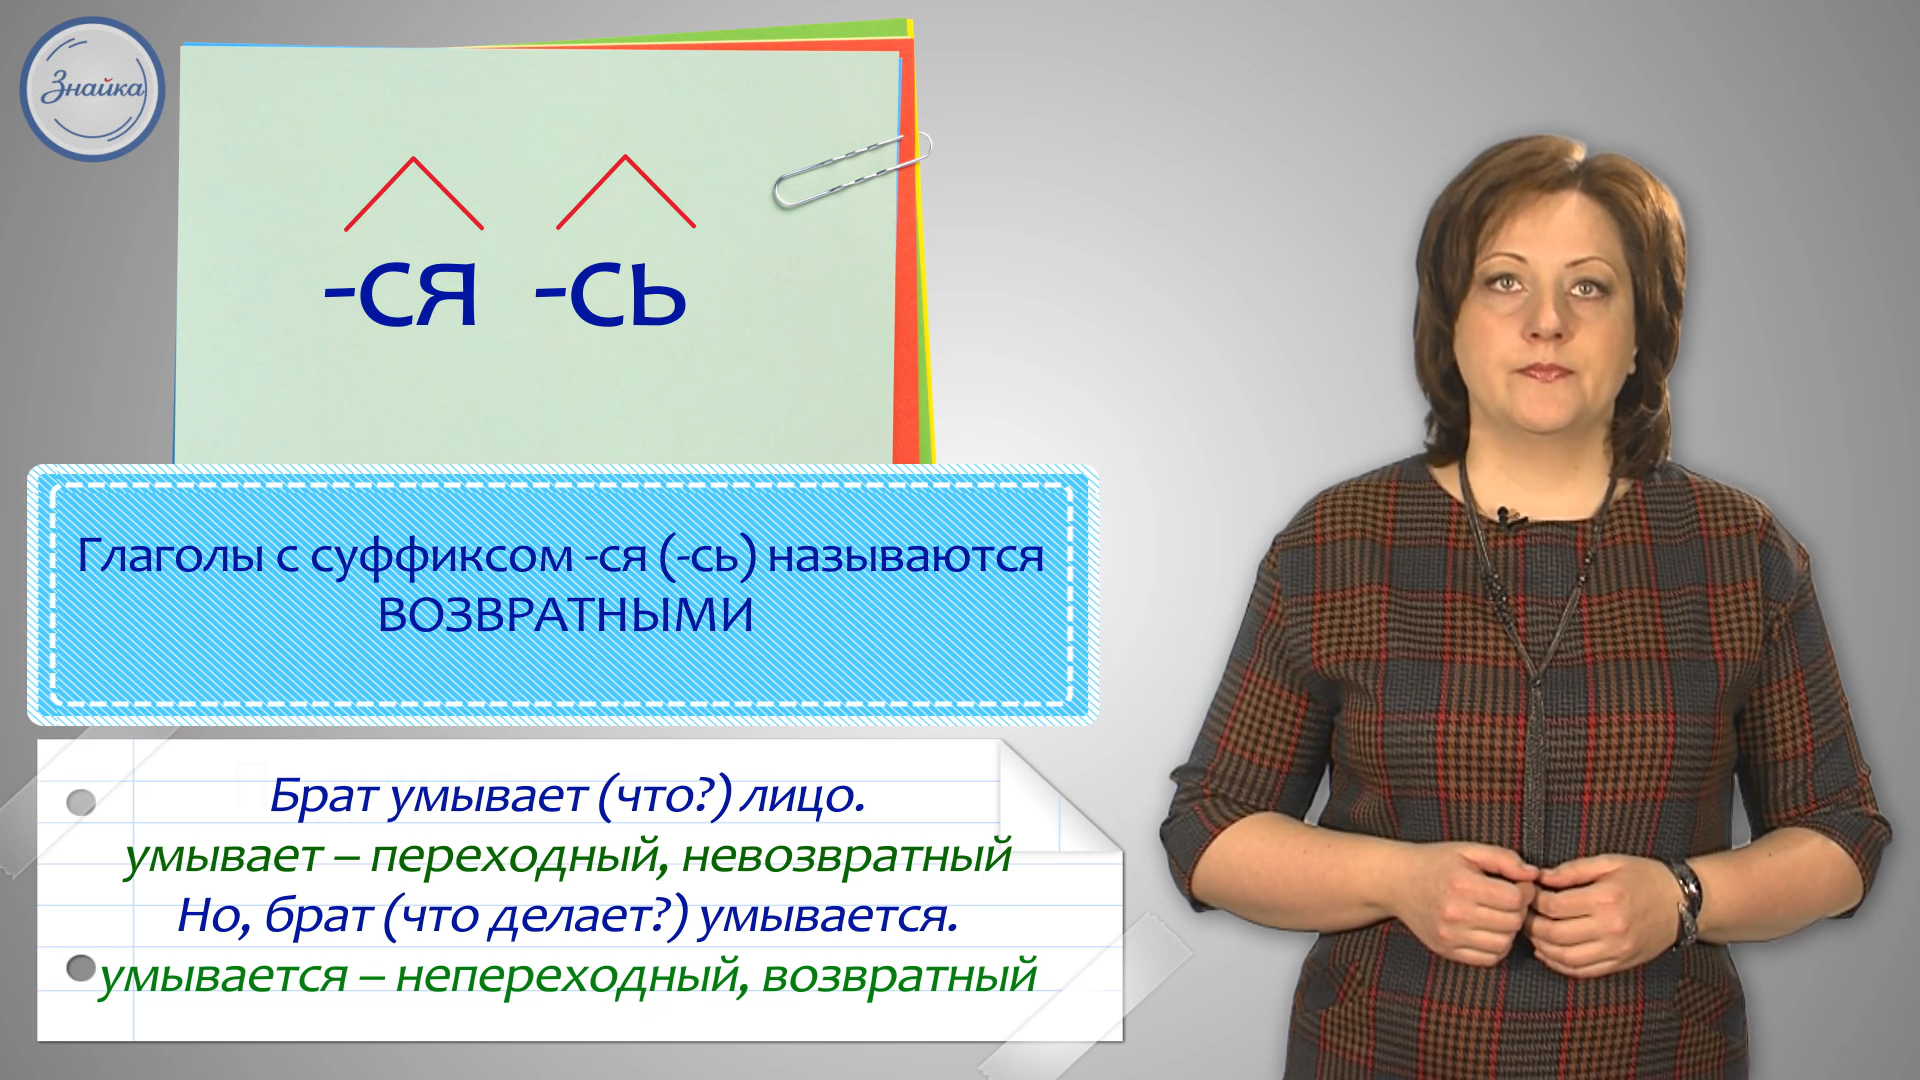 Знайка
-ся -сь
Глаголы с суффиксом -ся (-сь) называются
ВОЗВРАТНЫМИ
Брат умывает (что?) лицо.
умывает – переходный, невозвратный
Но, брат (что делает?) умывается.
умывается – непереходный, возвратный